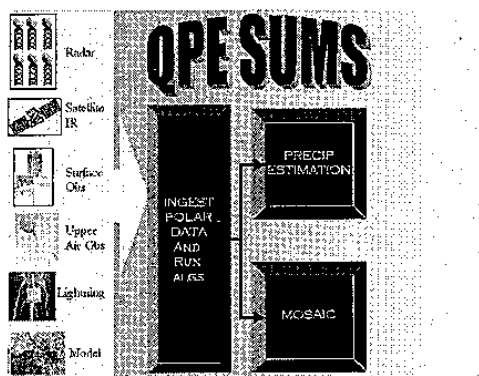 QPE SUMS
Radar
Satellite
IR
Surface
Obs
Upper
Air Obs
Lightning
Model
INGEST
POLAR
DATA
AND
RUN
ALGS
PRECIP
ESTIMATION
MOSAIC